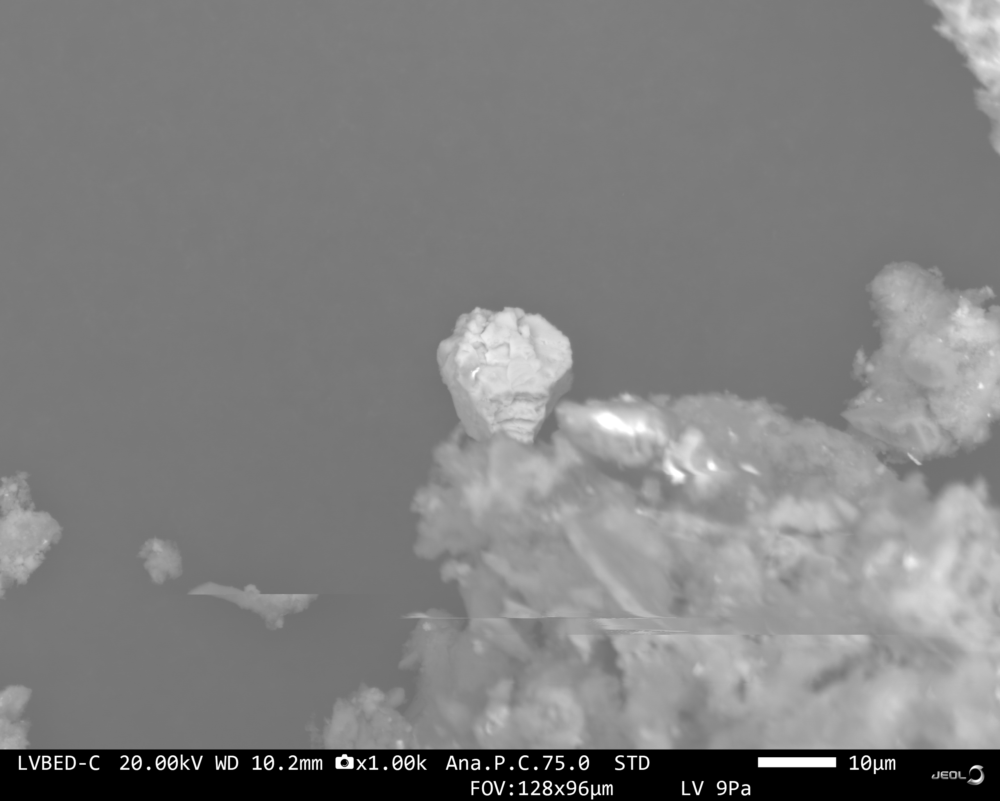 LVBED-C 20.00kV WD 10.2mm x1.00k Ana.P.C.75.0 STD 10µm
FOV:128x96µm LV 9Pa
JEOL